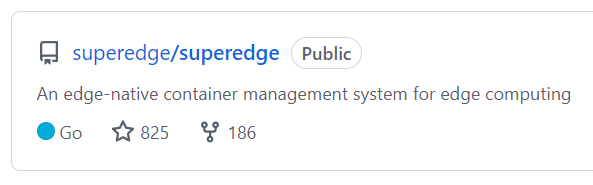 superedge/superedge Public
An edge-native container management system for edge computing
Go 825 186